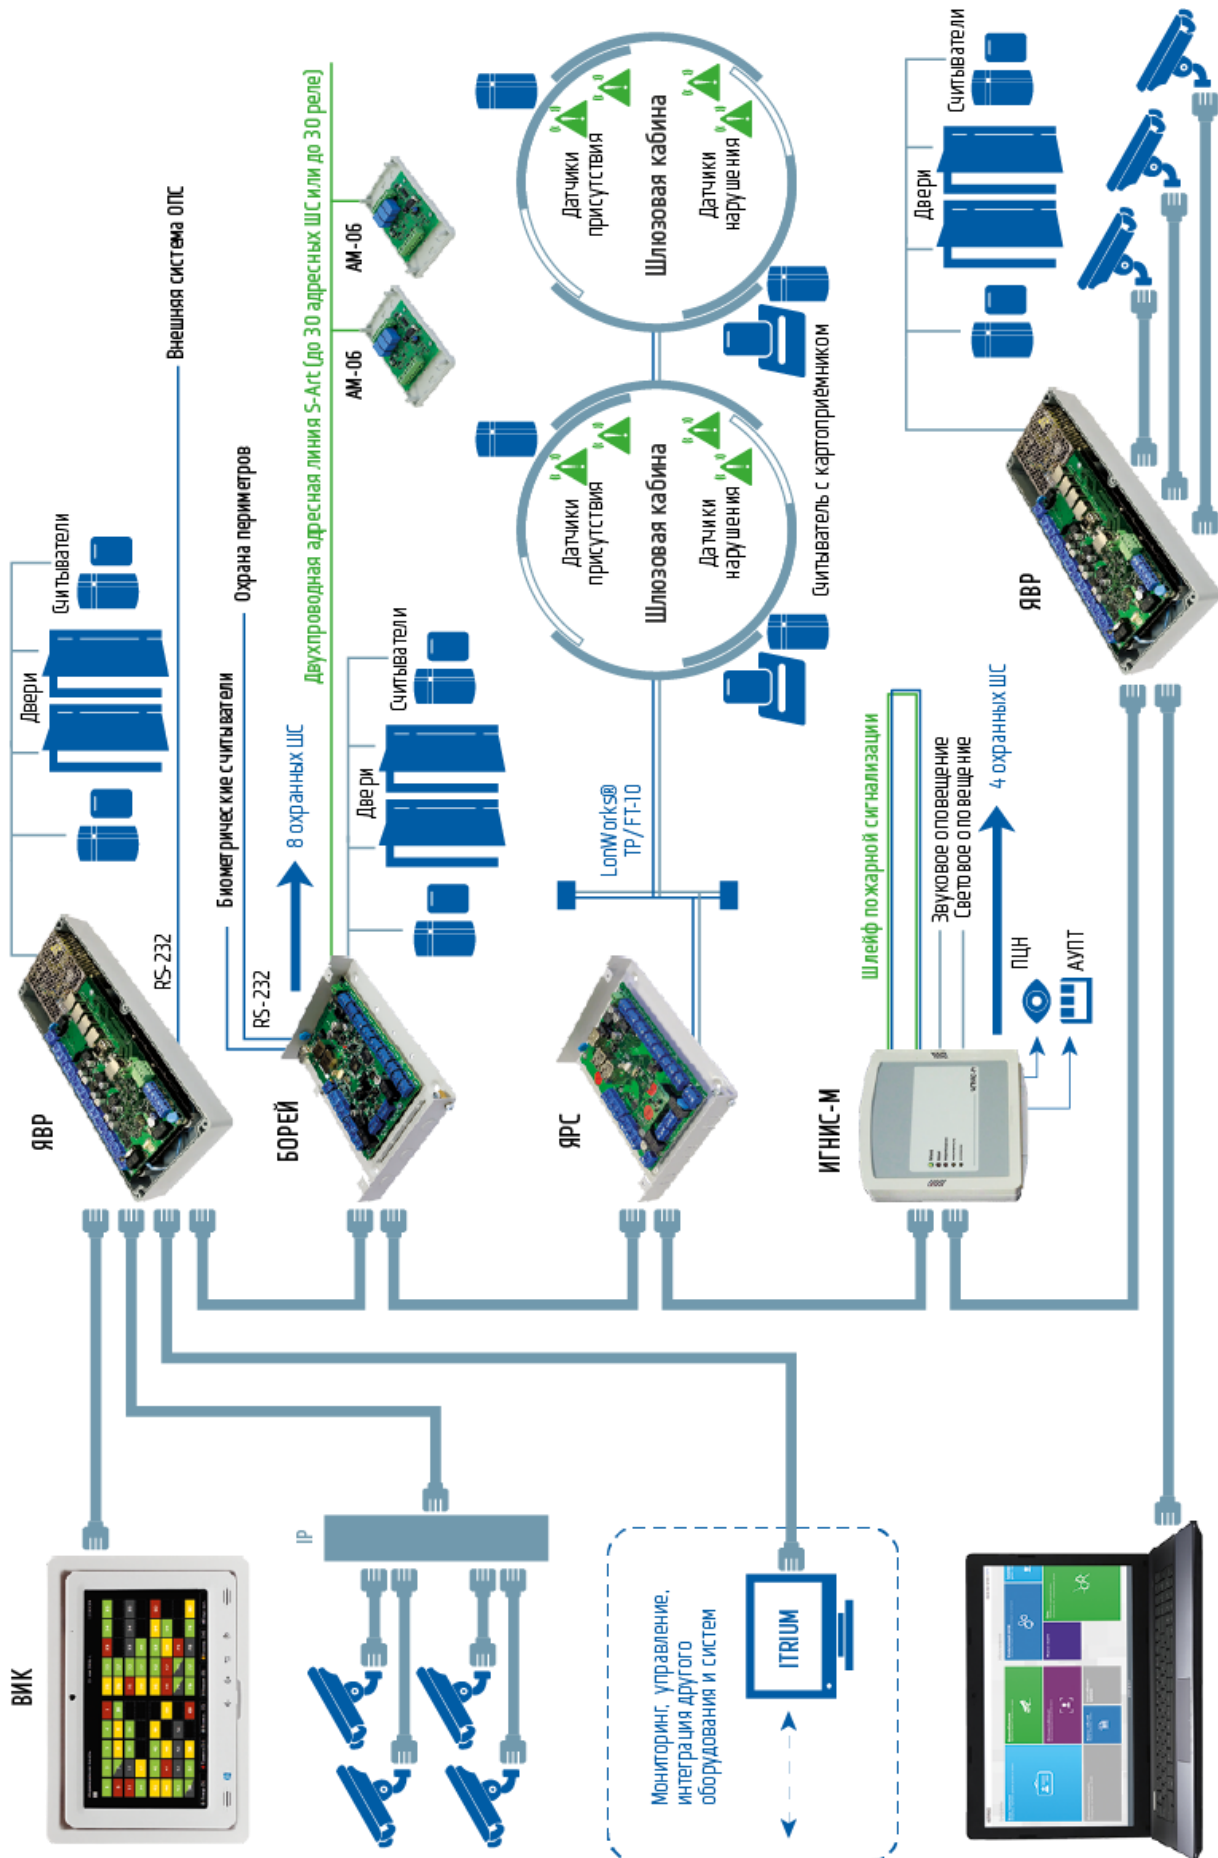 ВИК
IP
Мониторинг, управление,
интеграция другого
оборудования и систем
ITRIUM
ЯВР
RS-232
Двери
Считыватели
Внешняя система ОПС
БОРЕЙ
RS-232
Биометрические считыватели
Охрана периметров
8 охранных ШС
Двухпроводная адресная линия S-Art (до 30 адресных ШС или до 30 реле)
АМ-06
АМ-06
Двери
Считыватели
ЯРС
LonWorks®
TP/FT-10
Датчики
присутствия
Шлюзовая кабина
Датчики
нарушения
Датчики
присутствия
Шлюзовая кабина
Датчики
нарушения
Считыватель с картоприёмником
ИГНИС-М
Шлейф пожарной сигнализации
Звуковое оповещение
Световое оповещение
4 охранных ШС
ПЦН
АУПТ
ЯВР
Двери
Считыватели